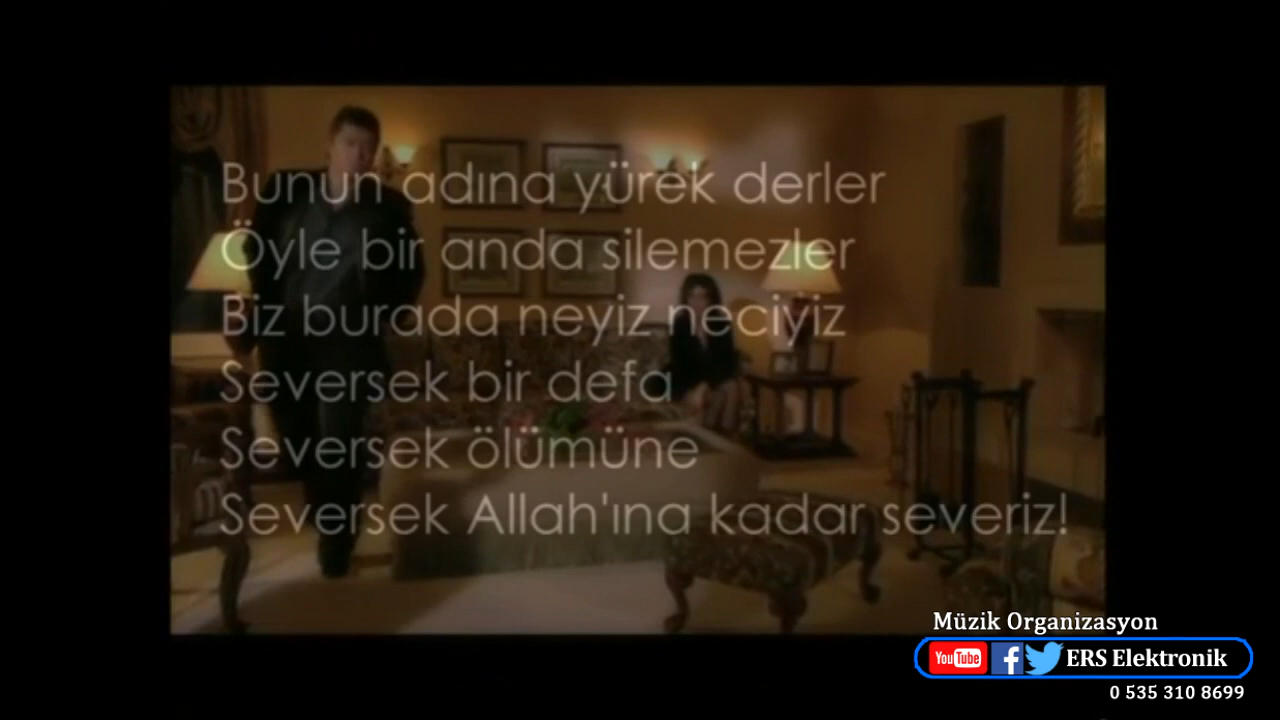 Bunun adına yürek derler
Öyle bir anda silemezler
Biz burada neyiz neciyiz
Seversek bir defa
Seversek ölümüne
Seversek Allah'ına kadar severiz!
Müzik Organizasyon
YouTube f ERS Elektronik
0 535 310 8699